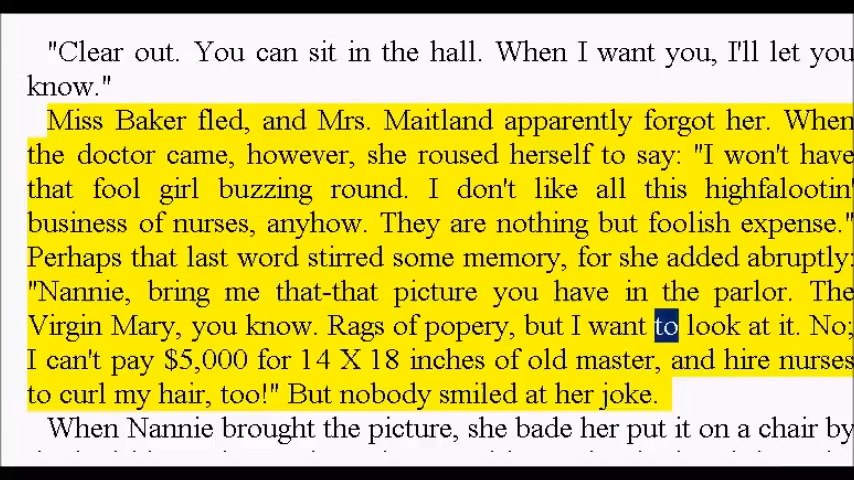 "Clear out. You can sit in the hall. When I want you, I'll let you
know."
Miss Baker fled, and Mrs. Maitland apparently forgot her. When
the doctor came, however, she roused herself to say: "I won't have
that fool girl buzzing round. I don't like all this highfalootin'
business of nurses, anyhow. They are nothing but foolish expense."
Perhaps that last word stirred some memory, for she added abruptly:
"Nannie, bring me that-that picture you have in the parlor. The
Virgin Mary, you know. Rags of popery, but I want to look at it. No;
I can't pay $5,000 for 14 X 18 inches of old master, and hire nurses
to curl my hair, too!" But nobody smiled at her joke.
When Nannie brought the picture, she bade her put it on a chair by